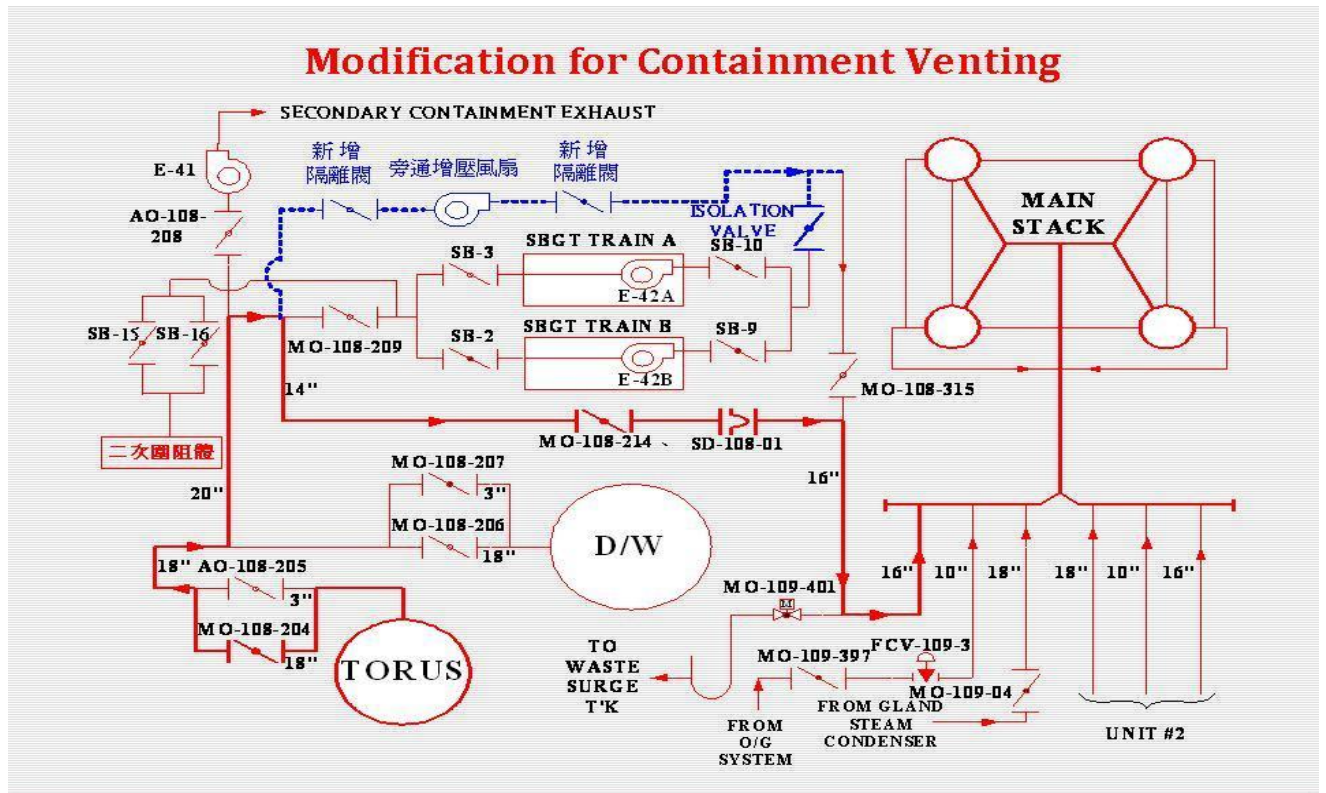 Modification for Containment Venting
SECONDARY CONTAINMENT EXHAUST
新增
隔離閥
旁通增壓風扇
新增
隔離閥
E-41
AO-108-
208
ISOLATION
VALVE
MAIN
STACK
SB-3
SBGT TRAIN A
SB-10
E-42A
SB-15
SB-16
MO-108-209
SB-2
SBGT TRAIN B
SB-9
E-42B
14"
MO-108-315
MO-108-214
SD-108-01
二次圍阻體
MO-108-207
3"
16"
20"
MO-108-206
18"
D/W
18"
AO-108-205
3"
MO-108-204
18"
TORUS
MO-109-401
M
16"
10"
18"
18"
10"
16"
TO
WASTE
SURGE
T'K
MO-109-397
FCV-109-3
MO-109-04
FROM
O/G
SYSTEM
FROM GLAND
STEAM
CONDENSER
UNIT #2